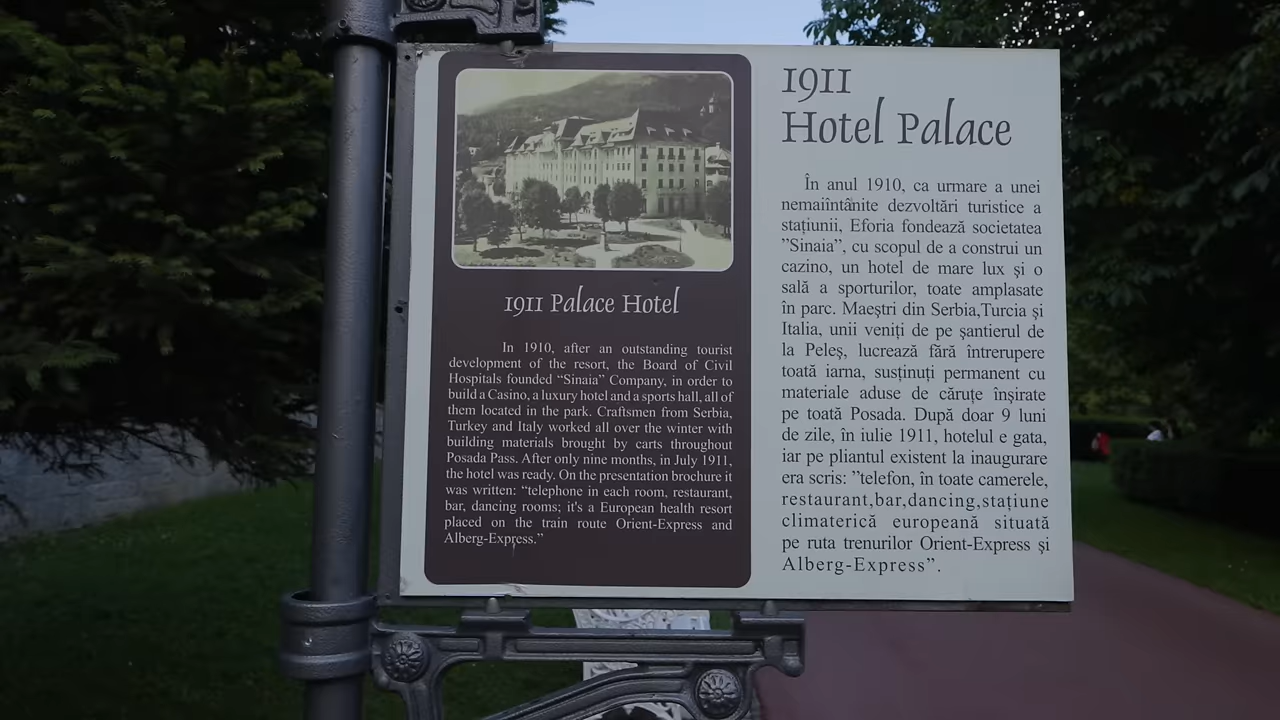 1911 Palace Hotel
In 1910, after an outstanding tourist
development of the resort, the Board of Civil
Hospitals founded “Sinaia” Company, in order to
build a Casino, a luxury hotel and a sports hall, all of
them located in the park. Craftsmen from Serbia,
Turkey and Italy worked all over the winter with
building materials brought by carts throughout
Posada Pass. After only nine months, in July 1911,
the hotel was ready. On the presentation brochure it
was written: “telephone in each room, restaurant,
bar, dancing rooms; it's a European health resort
placed on the train route Orient-Express and
Alberg-Express.”
1911
Hotel Palace
În anul 1910, ca urmare a unei
nemaiîntânite dezvoltări turistice a
stațiunii, Eforia fondează societatea
”Sinaia”, cu scopul de a construi un
cazino, un hotel de mare lux și o
sală a sporturilor, toate amplasate
în parc. Maeștri din Serbia,Turcia și
Italia, unii veniți de pe șantierul de
la Peleș, lucrează fără întrerupere
toată iarna, susținuți permanent cu
materiale aduse de căruțe înșirate
pe toată Posada. După doar 9 luni
de zile, în iulie 1911, hotelul e gata,
iar pe pliantul existent la inaugurare
era scris: ”telefon, în toate camerele,
restaurant,bar,dancing,stațiune
climaterică europeană situată
pe ruta trenurilor Orient-Express și
Alberg-Express”.